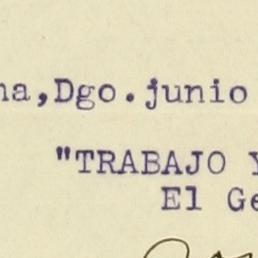 na,Dgo.junio
"TRABAJO Y
El Ge